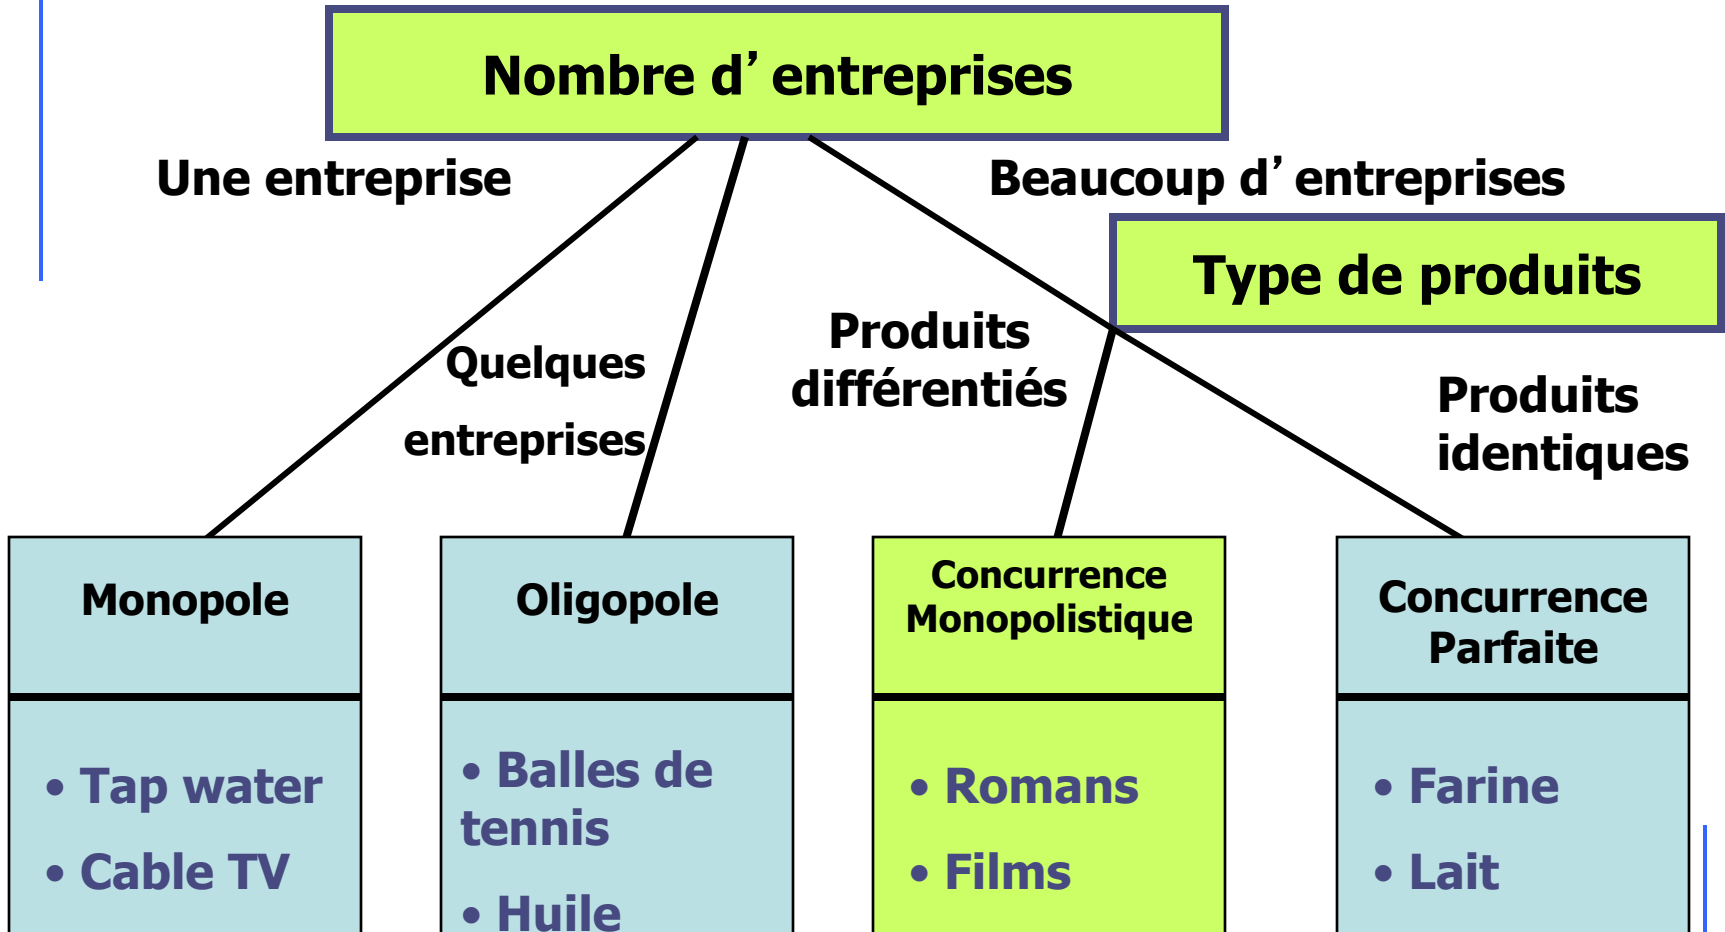 Nombre d’ entreprises
Une entreprise
Beaucoup d’ entreprises
Type de produits
Quelques
entreprises
Produits
différentiés
Produits
identiques
Monopole
• Tap water
• Cable TV
Oligopole
• Balles de
tennis
• Huile
Concurrence
Monopolistique
• Romans
• Films
Concurrence
Parfaite
• Farine
• Lait